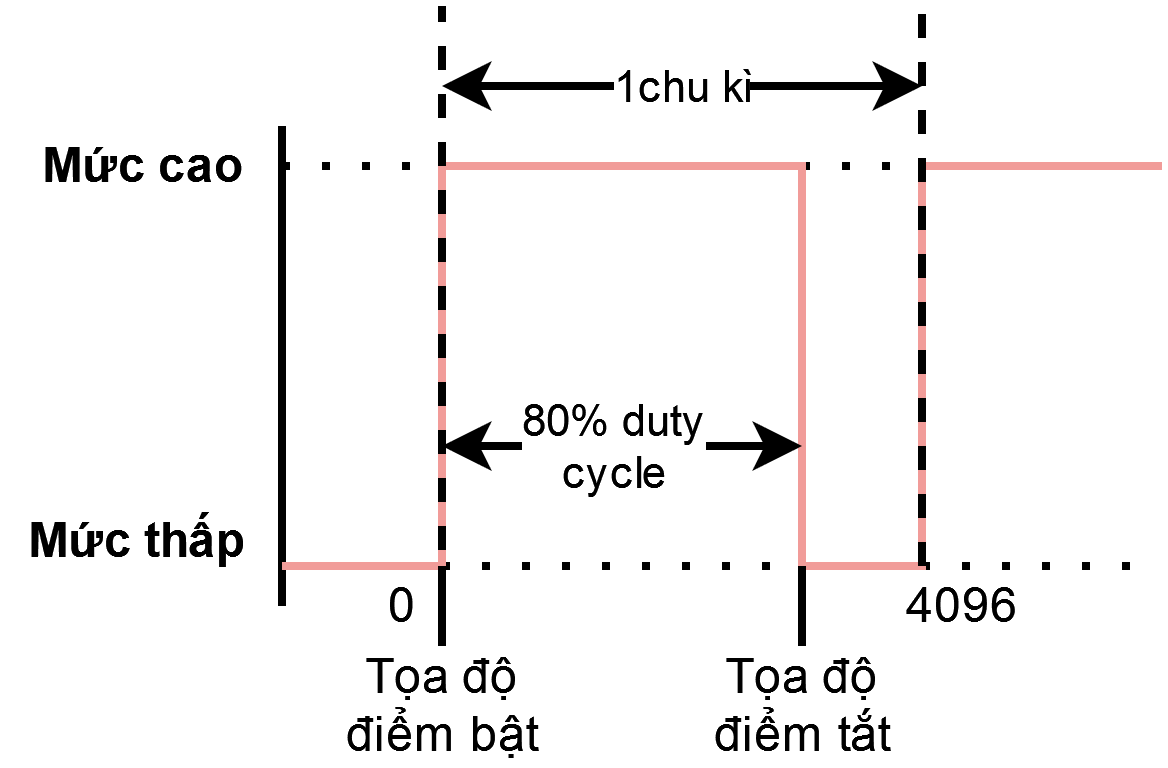 1chu kì
Mức cao
80% duty
cycle
Mức thấp
0
4096
Tọa độ
điểm bật
Tọa độ
điểm tắt